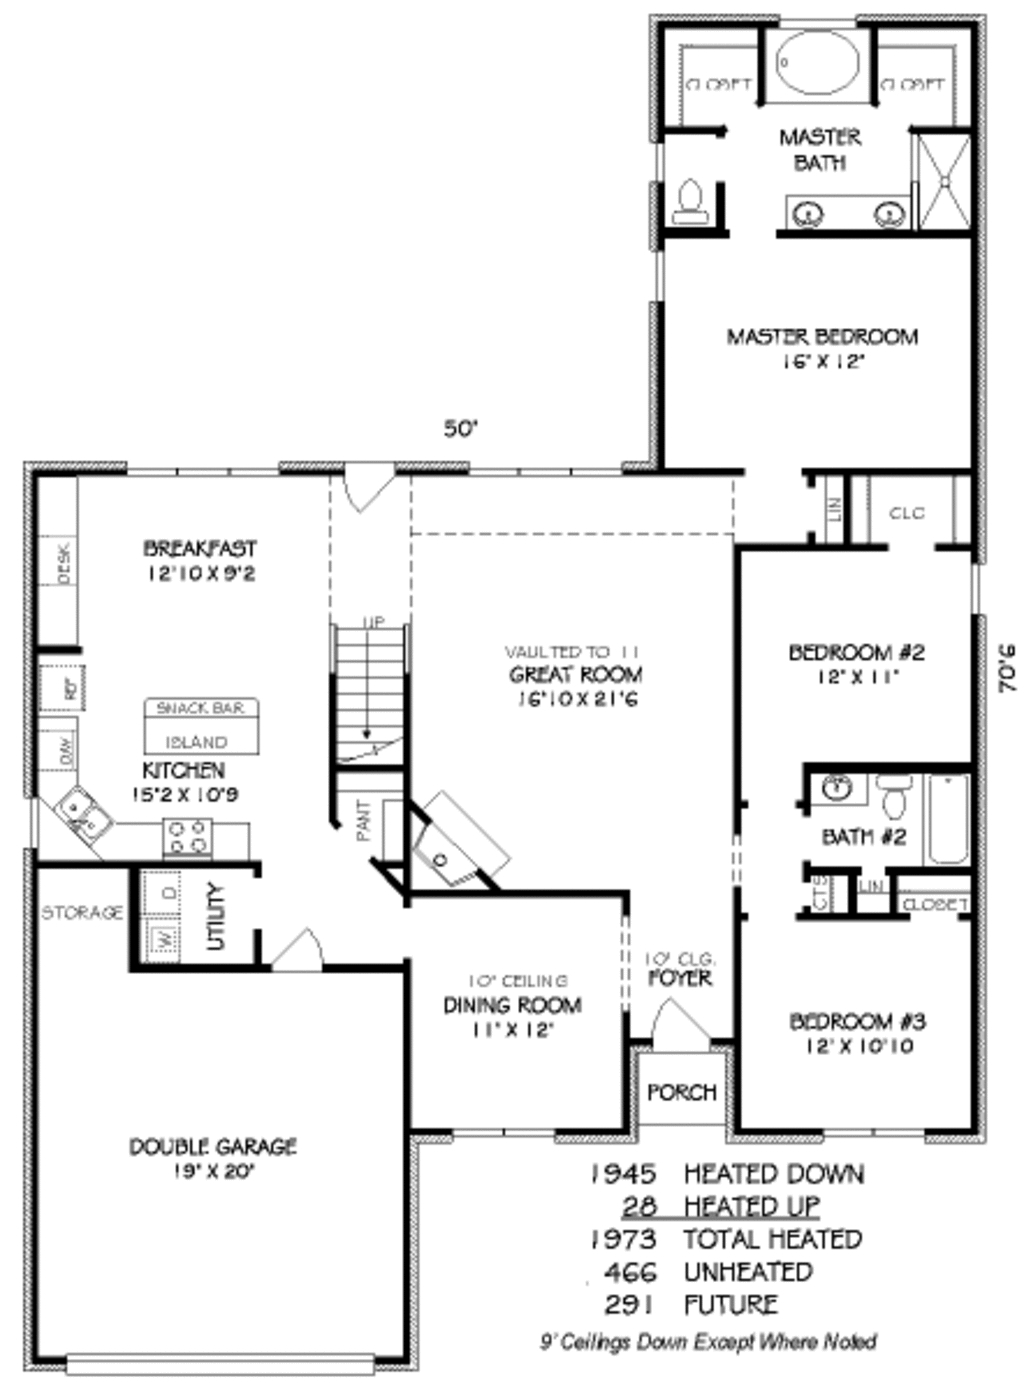 CLOSET
CLOSET
MASTER
BATH
MASTER BEDROOM
16' X 12'
50'
LIN
CLO
BREAKFAST
12'10 X 9'2
DESK
UP
VAULTED TO 11
GREAT ROOM
16'10 X 21'6
BEDROOM #2
12' X 11'
70'6
REF
SNACK BAR
ISLAND
D/W
KITCHEN
15'2 X 10'9
PANT
BATH #2
CTS
LIN
CLOSET
STORAGE
D
W
UTILITY
10' CEILING
DINING ROOM
11' X 12'
10' CLG.
FOYER
BEDROOM #3
12' X 10'10
PORCH
DOUBLE GARAGE
19' X 20'
1945 HEATED DOWN
28 HEATED UP
1973 TOTAL HEATED
466 UNHEATED
291 FUTURE
9' Ceilings Down Except Where Noted